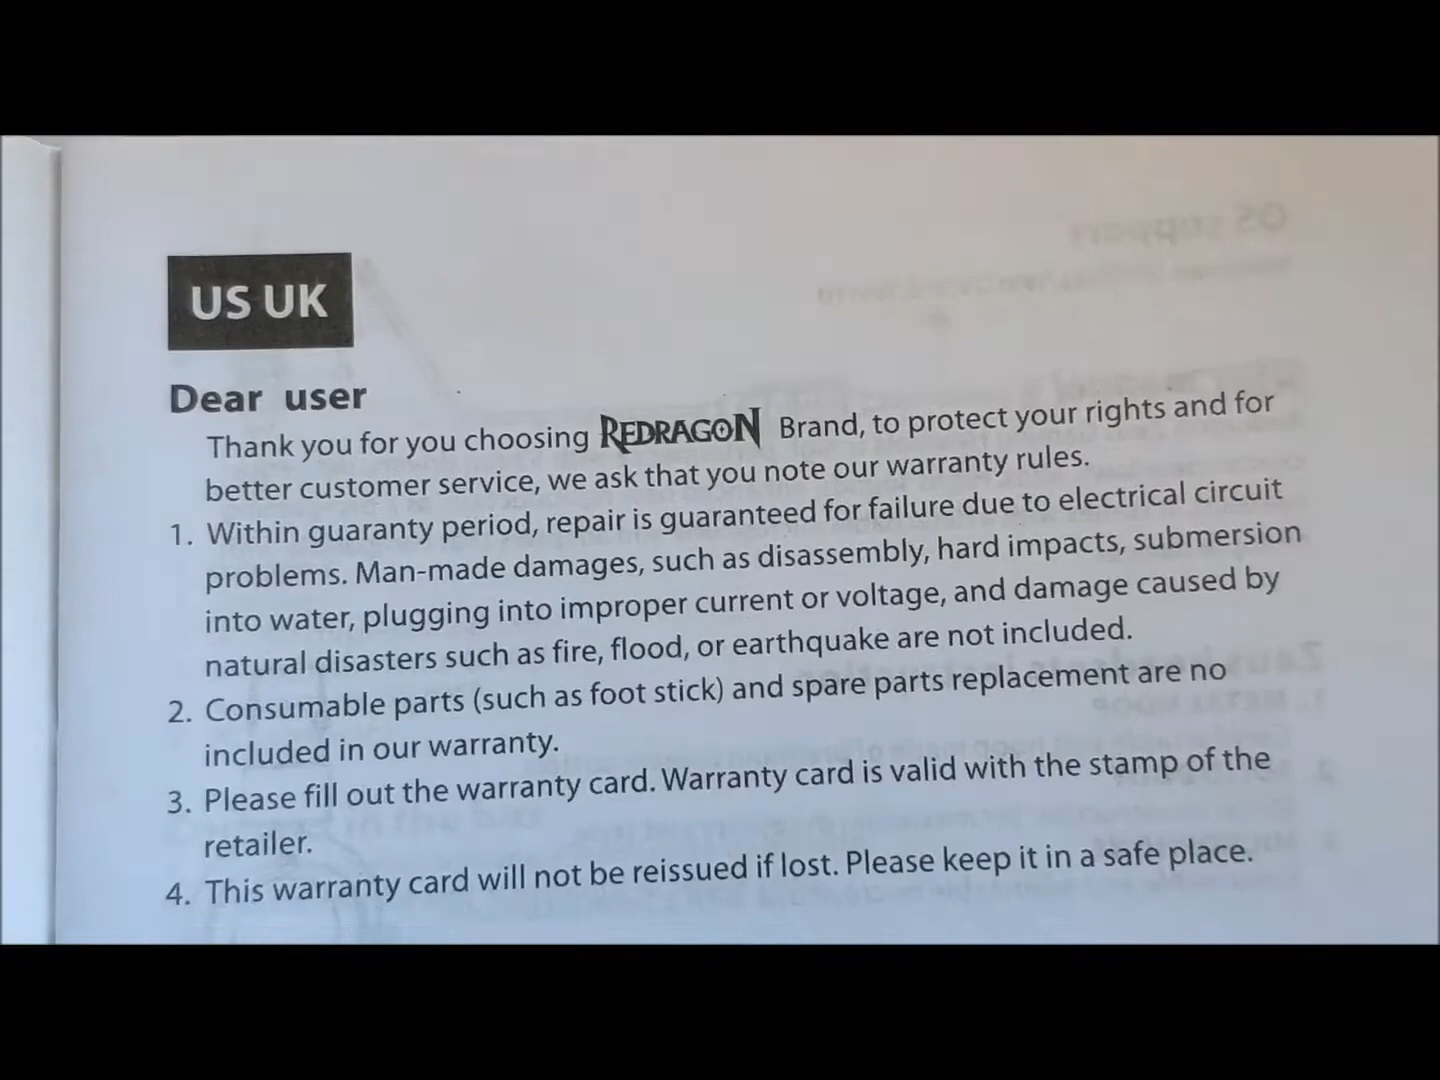 US UK
Dear user
Thank you for you choosing REDRAGON Brand, to protect your rights and for
better customer service, we ask that you note our warranty rules.
1. Within guaranty period, repair is guaranteed for failure due to electrical circuit
problems. Man-made damages, such as disassembly, hard impacts, submersion
into water, plugging into improper current or voltage, and damage caused by
natural disasters such as fire, flood, or earthquake are not included.
2. Consumable parts (such as foot stick) and spare parts replacement are no
included in our warranty.
3. Please fill out the warranty card. Warranty card is valid with the stamp of the
retailer.
4. This warranty card will not be reissued if lost. Please keep it in a safe place.